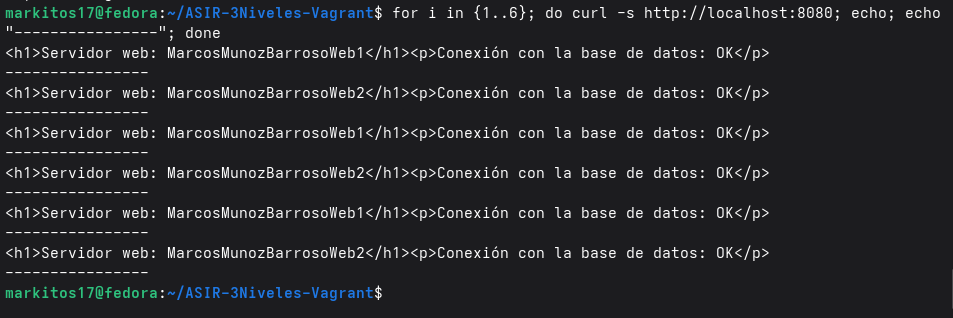 markitos17@fedora:~/ASIR-3Niveles-Vagrant$ for i in {1..6}; do curl -s http://localhost:8080; echo; echo
"----------------"; done
<h1>Servidor web: MarcosMunozBarrosoWeb1</h1><p>Conexión con la base de datos: OK</p>
----------------
<h1>Servidor web: MarcosMunozBarrosoWeb2</h1><p>Conexión con la base de datos: OK</p>
----------------
<h1>Servidor web: MarcosMunozBarrosoWeb1</h1><p>Conexión con la base de datos: OK</p>
----------------
<h1>Servidor web: MarcosMunozBarrosoWeb2</h1><p>Conexión con la base de datos: OK</p>
----------------
<h1>Servidor web: MarcosMunozBarrosoWeb1</h1><p>Conexión con la base de datos: OK</p>
----------------
<h1>Servidor web: MarcosMunozBarrosoWeb2</h1><p>Conexión con la base de datos: OK</p>
----------------
markitos17@fedora:~/ASIR-3Niveles-Vagrant$